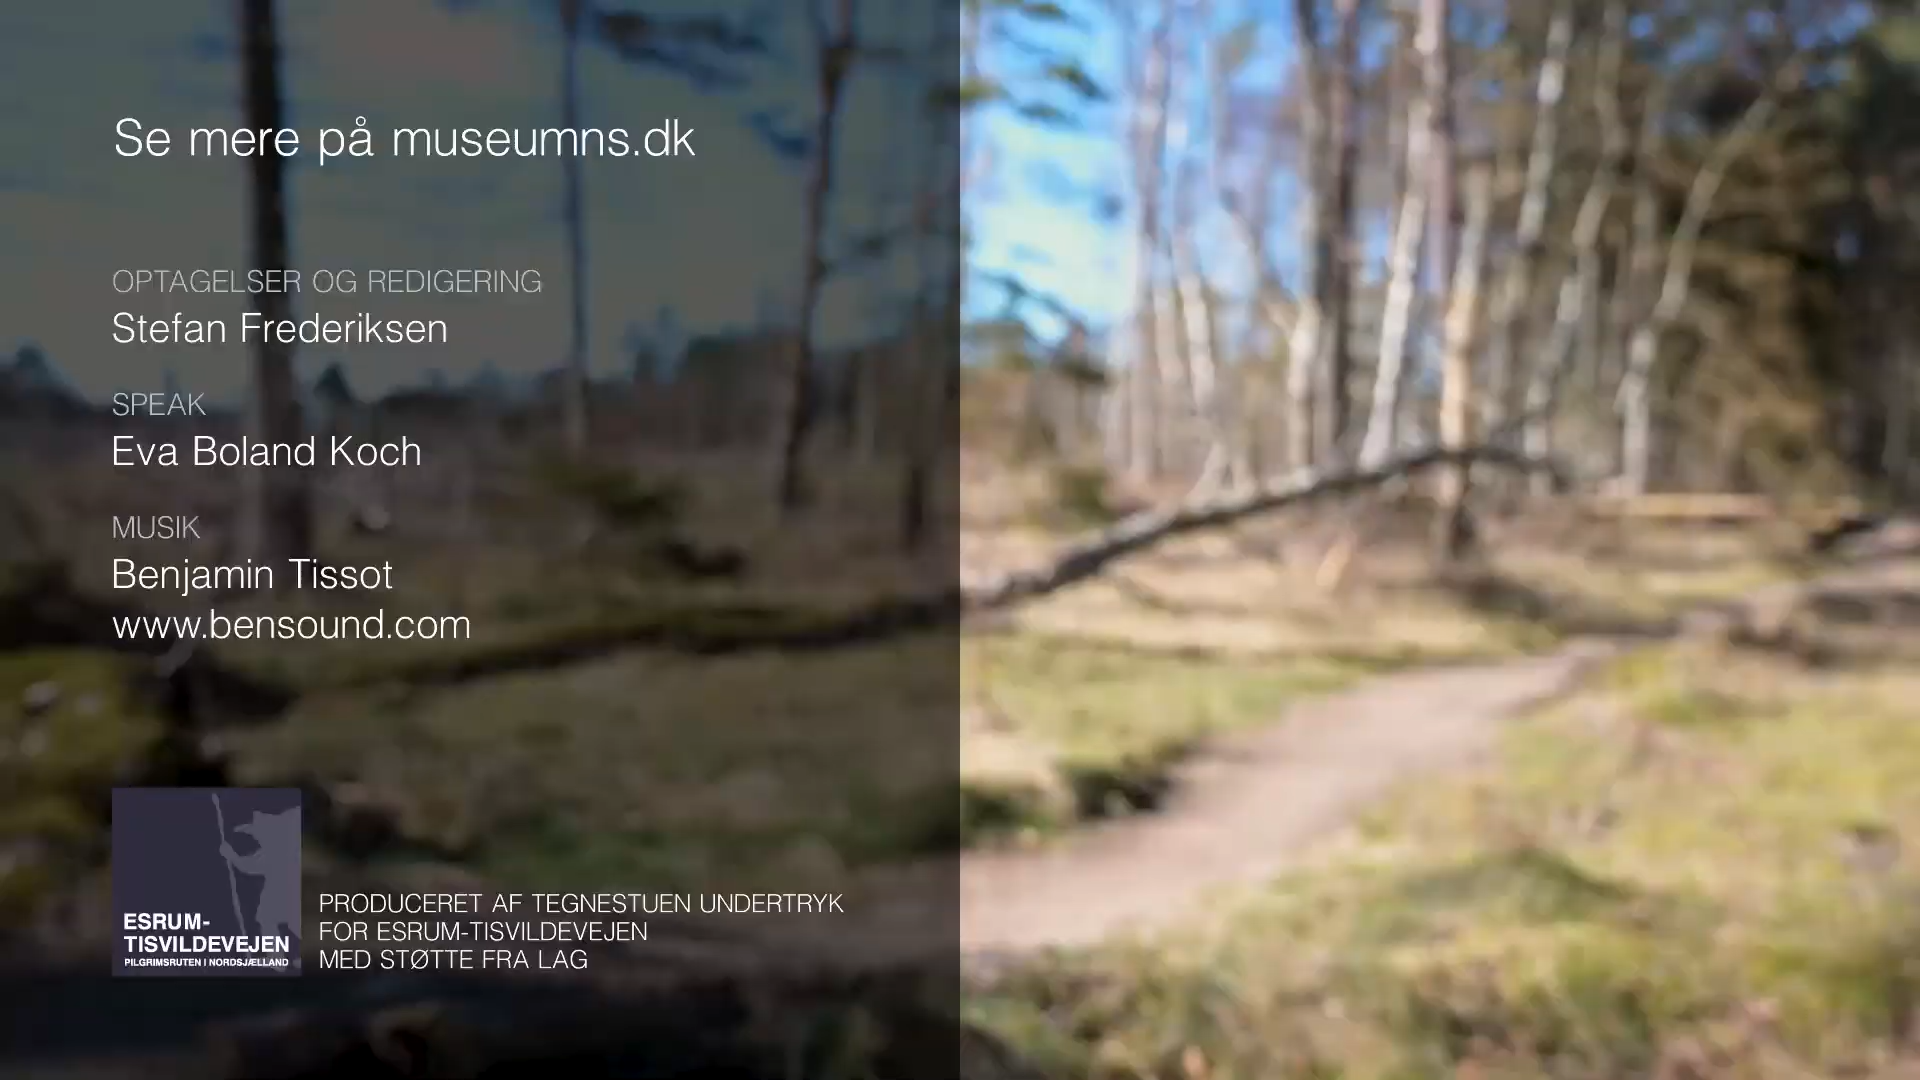 Se mere på museumns.dk
OPTAGELSER OG REDIGERING
Stefan Frederiksen
SPEAK
Eva Boland Koch
MUSIK
Benjamin Tissot
www.bensound.com
ESRUM-
TISVILDEVEJEN
PILGRIMSRUTEN I NORDSJÆLLAND
PRODUCERET AF TEGNESTUEN UNDERTRYK
FOR ESRUM-TISVILDEVEJEN
MED STØTTE FRA LAG